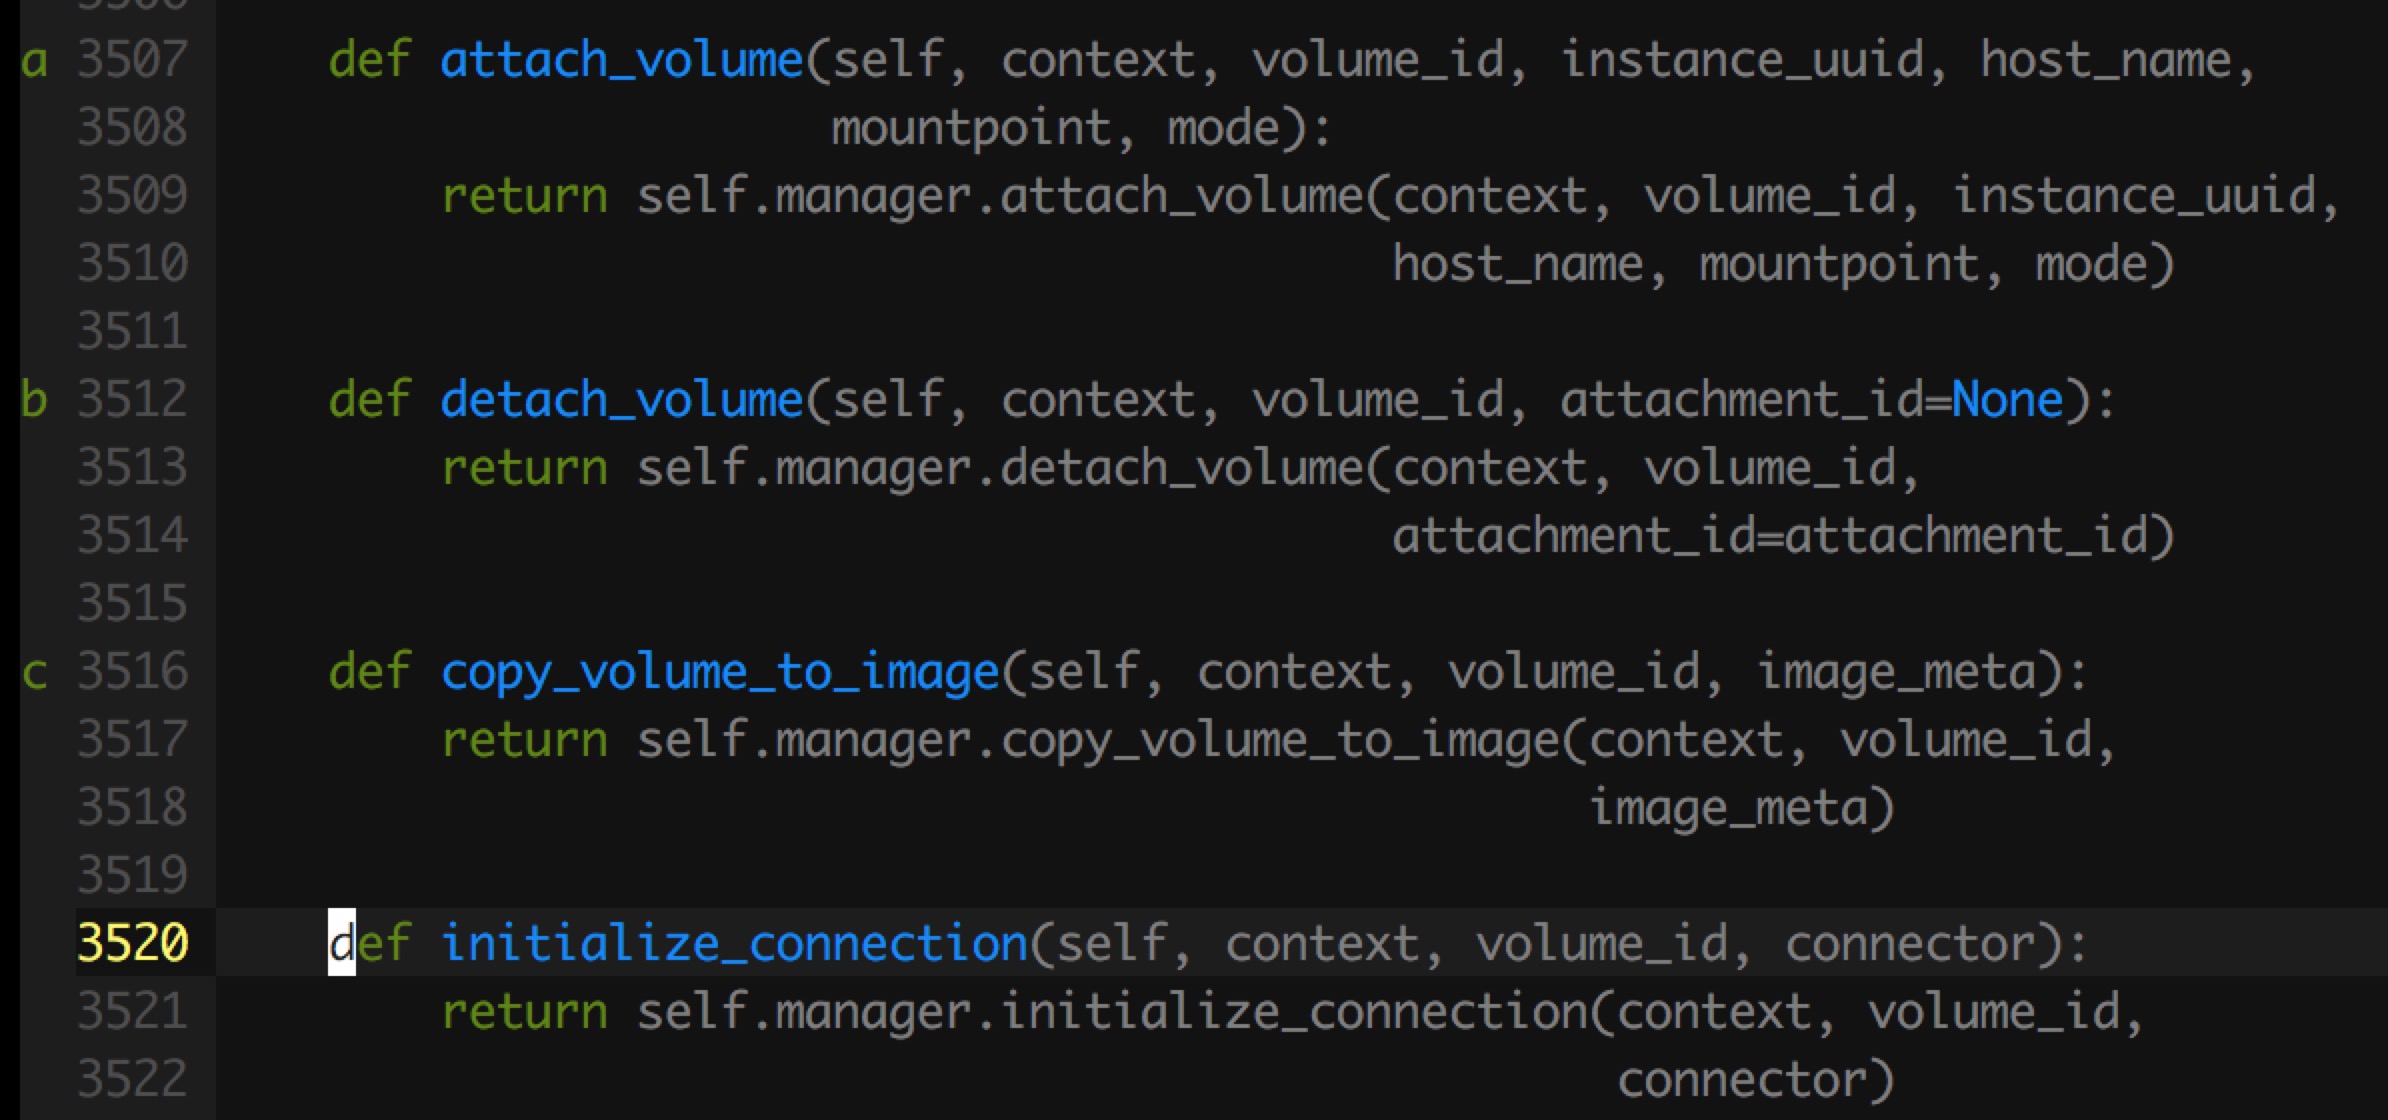 3506
a 3507     def attach_volume(self, context, volume_id, instance_uuid, host_name,
3508                       mountpoint, mode):
3509         return self.manager.attach_volume(context, volume_id, instance_uuid,
3510                                           host_name, mountpoint, mode)
3511
b 3512     def detach_volume(self, context, volume_id, attachment_id=None):
3513         return self.manager.detach_volume(context, volume_id,
3514                                           attachment_id=attachment_id)
3515
c 3516     def copy_volume_to_image(self, context, volume_id, image_meta):
3517         return self.manager.copy_volume_to_image(context, volume_id,
3518                                                  image_meta)
3519
3520     def initialize_connection(self, context, volume_id, connector):
3521         return self.manager.initialize_connection(context, volume_id,
3522                                                   connector)